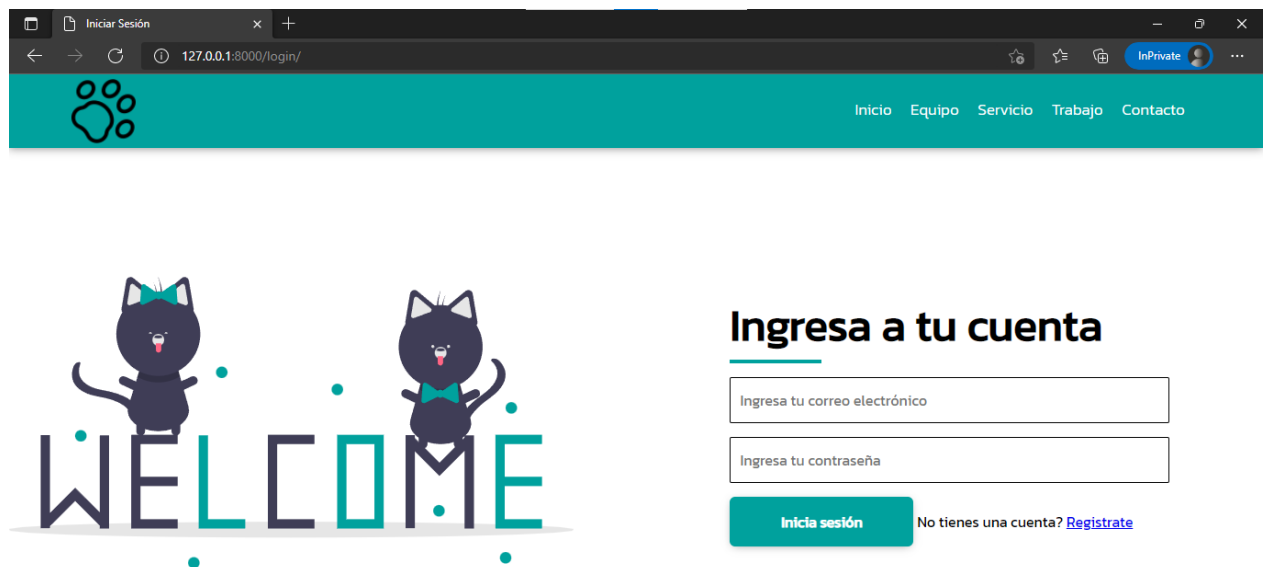 Iniciar Sesión
127.0.0.1:8000/login/
InPrivate
Inicio Equipo Servicio Trabajo Contacto
WELCOME
Ingresa a tu cuenta
Ingresa tu correo electrónico
Ingresa tu contraseña
Inicia sesión No tienes una cuenta? Registrate